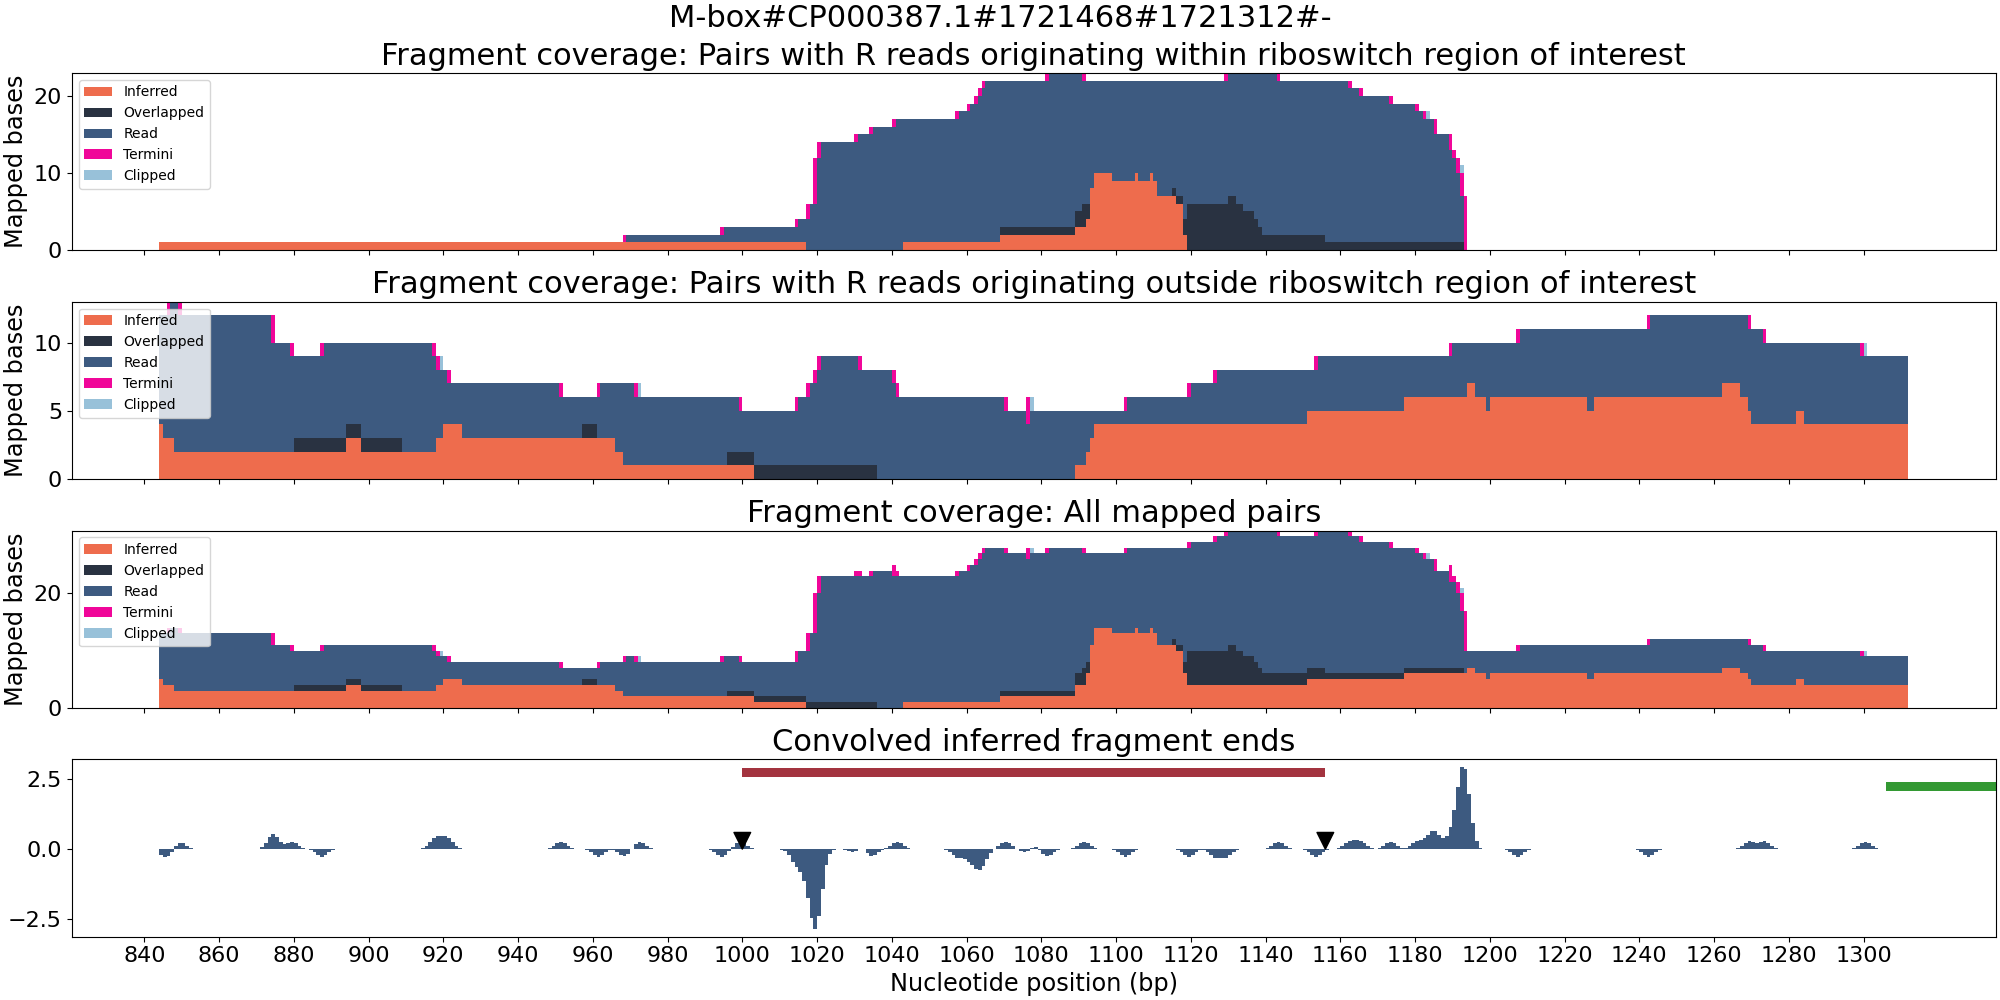 M-box#CP000387.1#1721468#1721312#-
Fragment coverage: Pairs with R reads originating within riboswitch region of interest
Mapped bases
20
10
0
Inferred
Overlapped
Read
Termini
Clipped
Fragment coverage: Pairs with R reads originating outside riboswitch region of interest
Mapped bases
10
5
0
Inferred
Overlapped
Read
Termini
Clipped
Fragment coverage: All mapped pairs
Mapped bases
20
0
Inferred
Overlapped
Read
Termini
Clipped
Convolved inferred fragment ends
2.5
0.0
−2.5
840 860 880 900 920 940 960 980 1000 1020 1040 1060 1080 1100 1120 1140 1160 1180 1200 1220 1240 1260 1280 1300
Nucleotide position (bp)